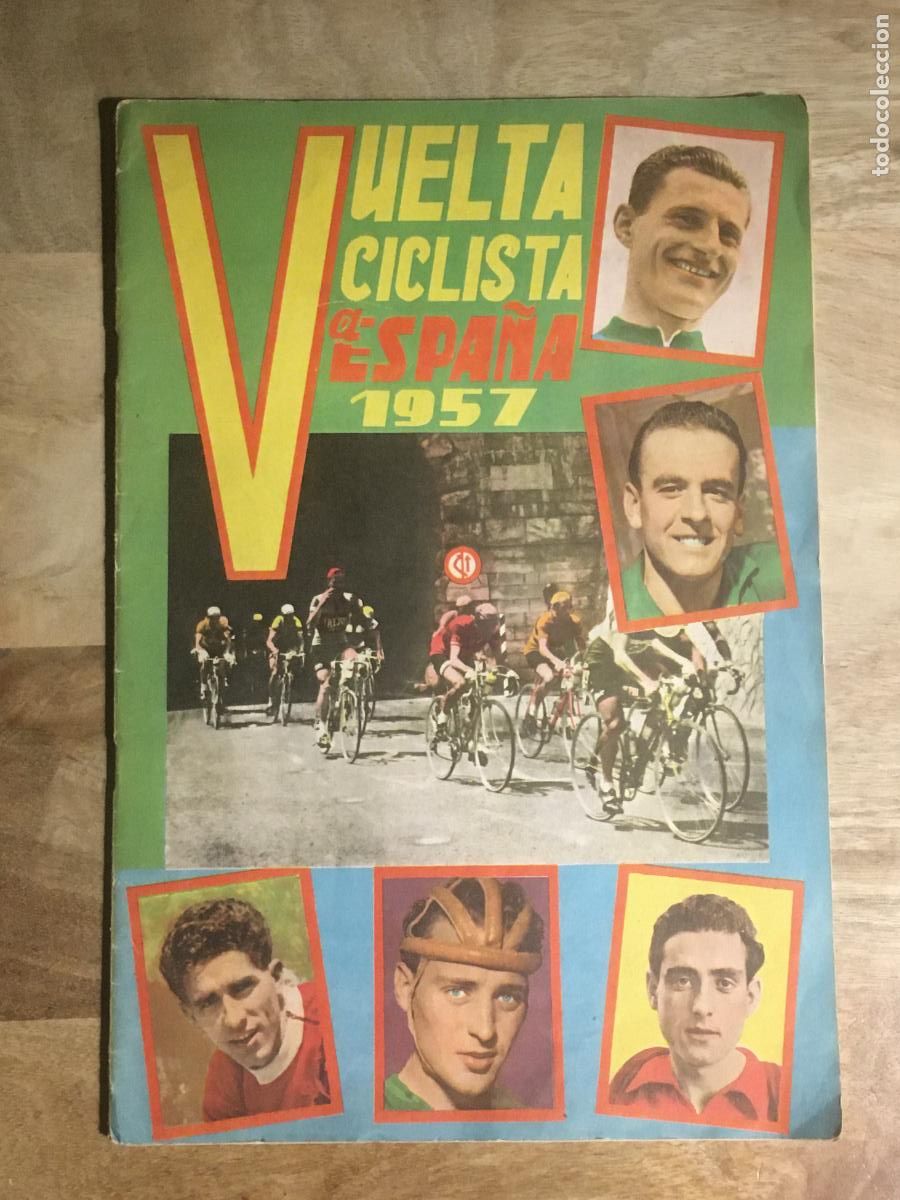 VUELTA
CICLISTA
a ESPAÑA
1957
todocoleccion